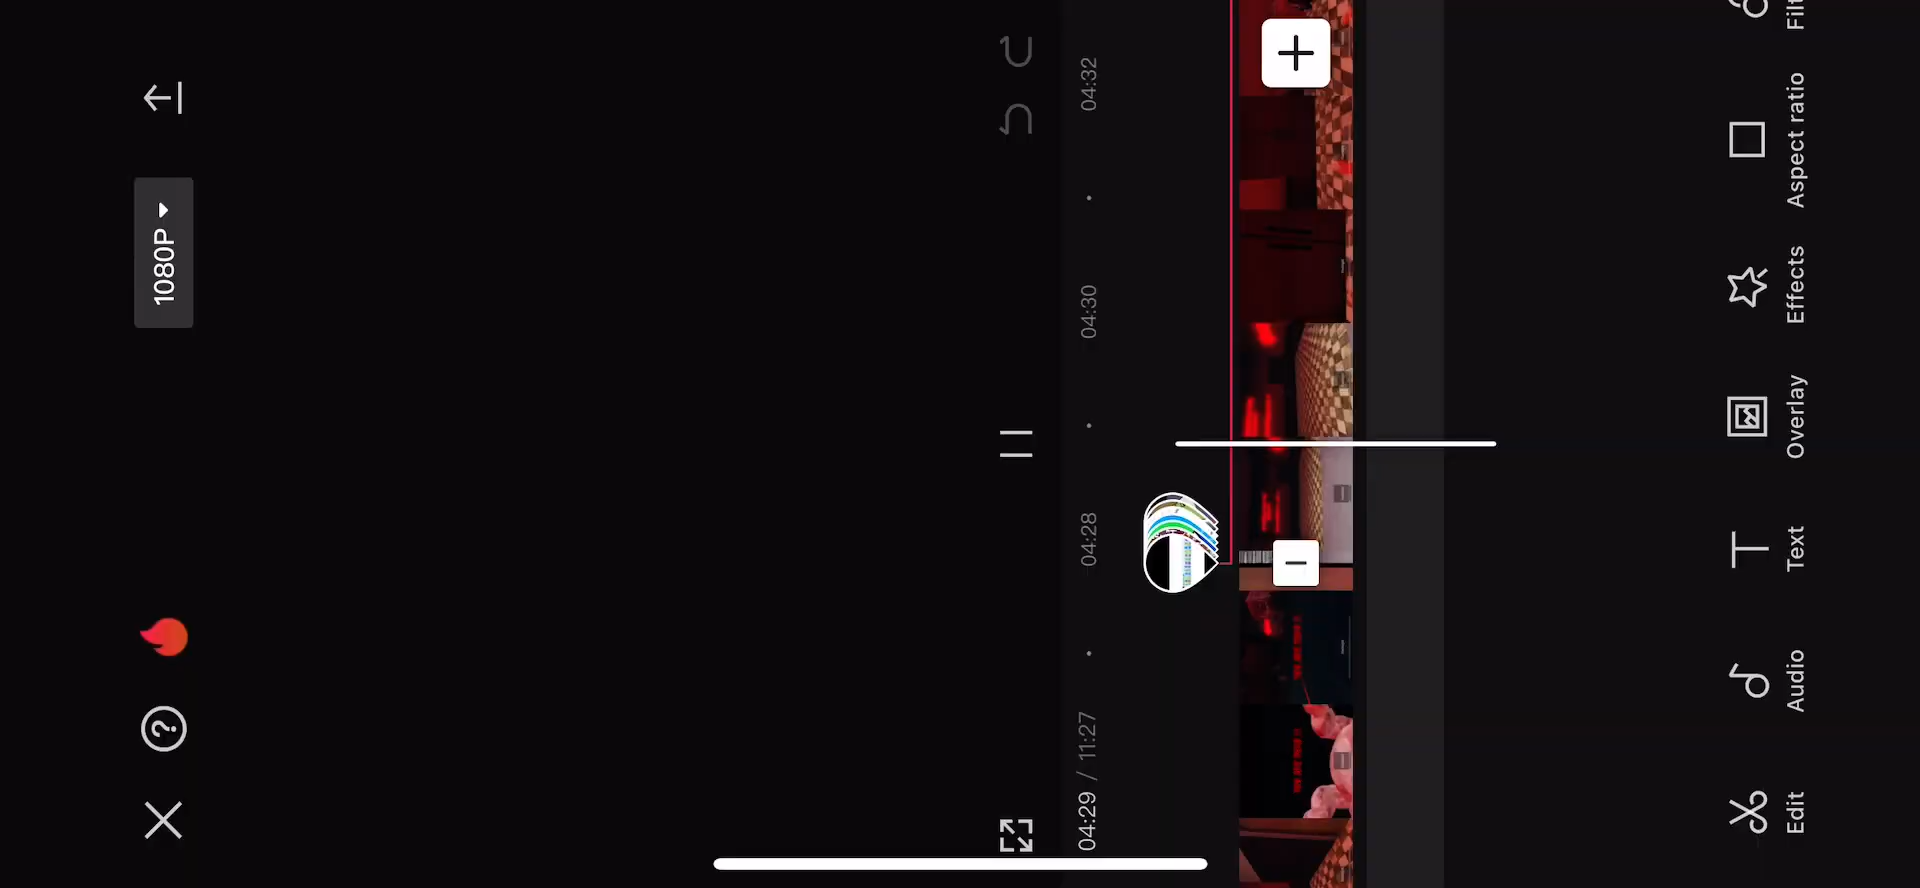 1080P
04:29 / 11:27
04:28
04:30
04:32
Edit
Audio
Text
Overlay
Effects
Aspect ratio